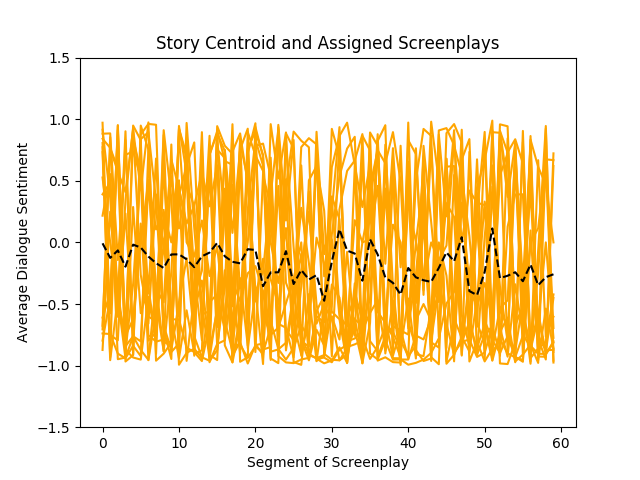 Story Centroid and Assigned Screenplays
1.5
1.0
0.5
0.0
−0.5
−1.0
−1.5
Average Dialogue Sentiment
0 10 20 30 40 50 60
Segment of Screenplay